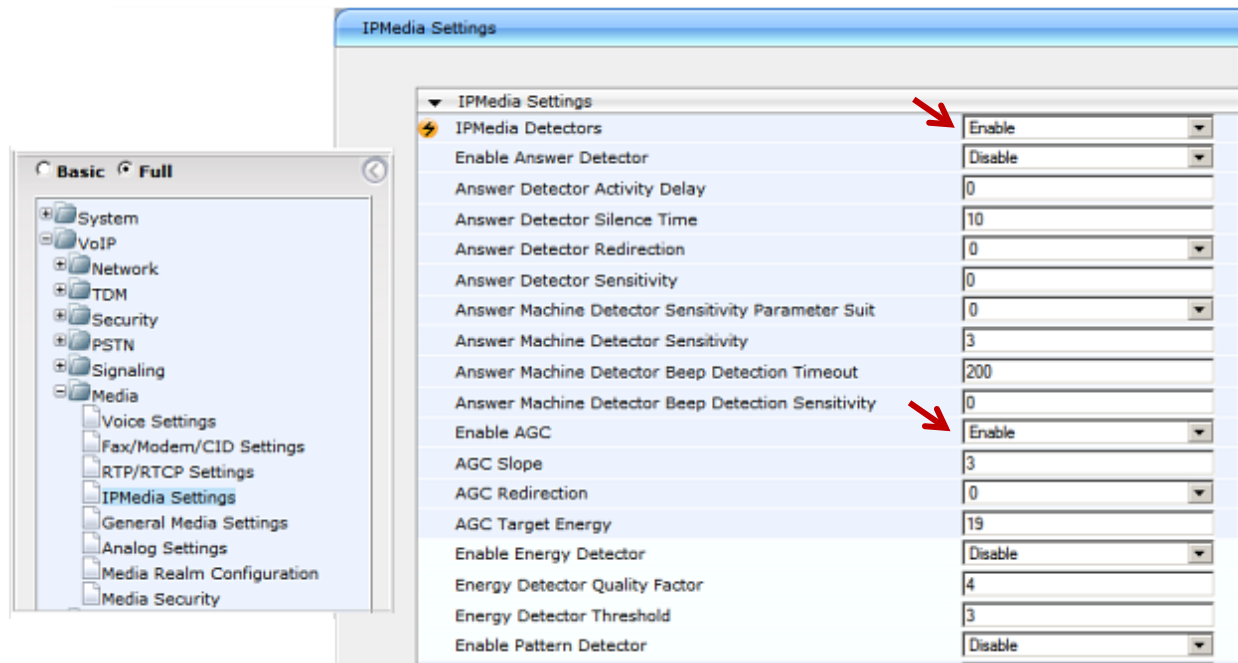 IPMedia Settings
Basic Full
System
VoIP
Network
TDM
Security
PSTN
Signaling
Media
Voice Settings
Fax/Modem/CID Settings
RTP/RTCP Settings
IPMedia Settings
General Media Settings
Analog Settings
Media Realm Configuration
Media Security
IPMedia Settings
IPMedia Detectors Enable
Enable Answer Detector Disable
Answer Detector Activity Delay 0
Answer Detector Silence Time 10
Answer Detector Redirection 0
Answer Detector Sensitivity 0
Answer Machine Detector Sensitivity Parameter Suit 0
Answer Machine Detector Sensitivity 3
Answer Machine Detector Beep Detection Timeout 200
Answer Machine Detector Beep Detection Sensitivity 0
Enable AGC Enable
AGC Slope 3
AGC Redirection 0
AGC Target Energy 19
Enable Energy Detector Disable
Energy Detector Quality Factor 4
Energy Detector Threshold 3
Enable Pattern Detector Disable